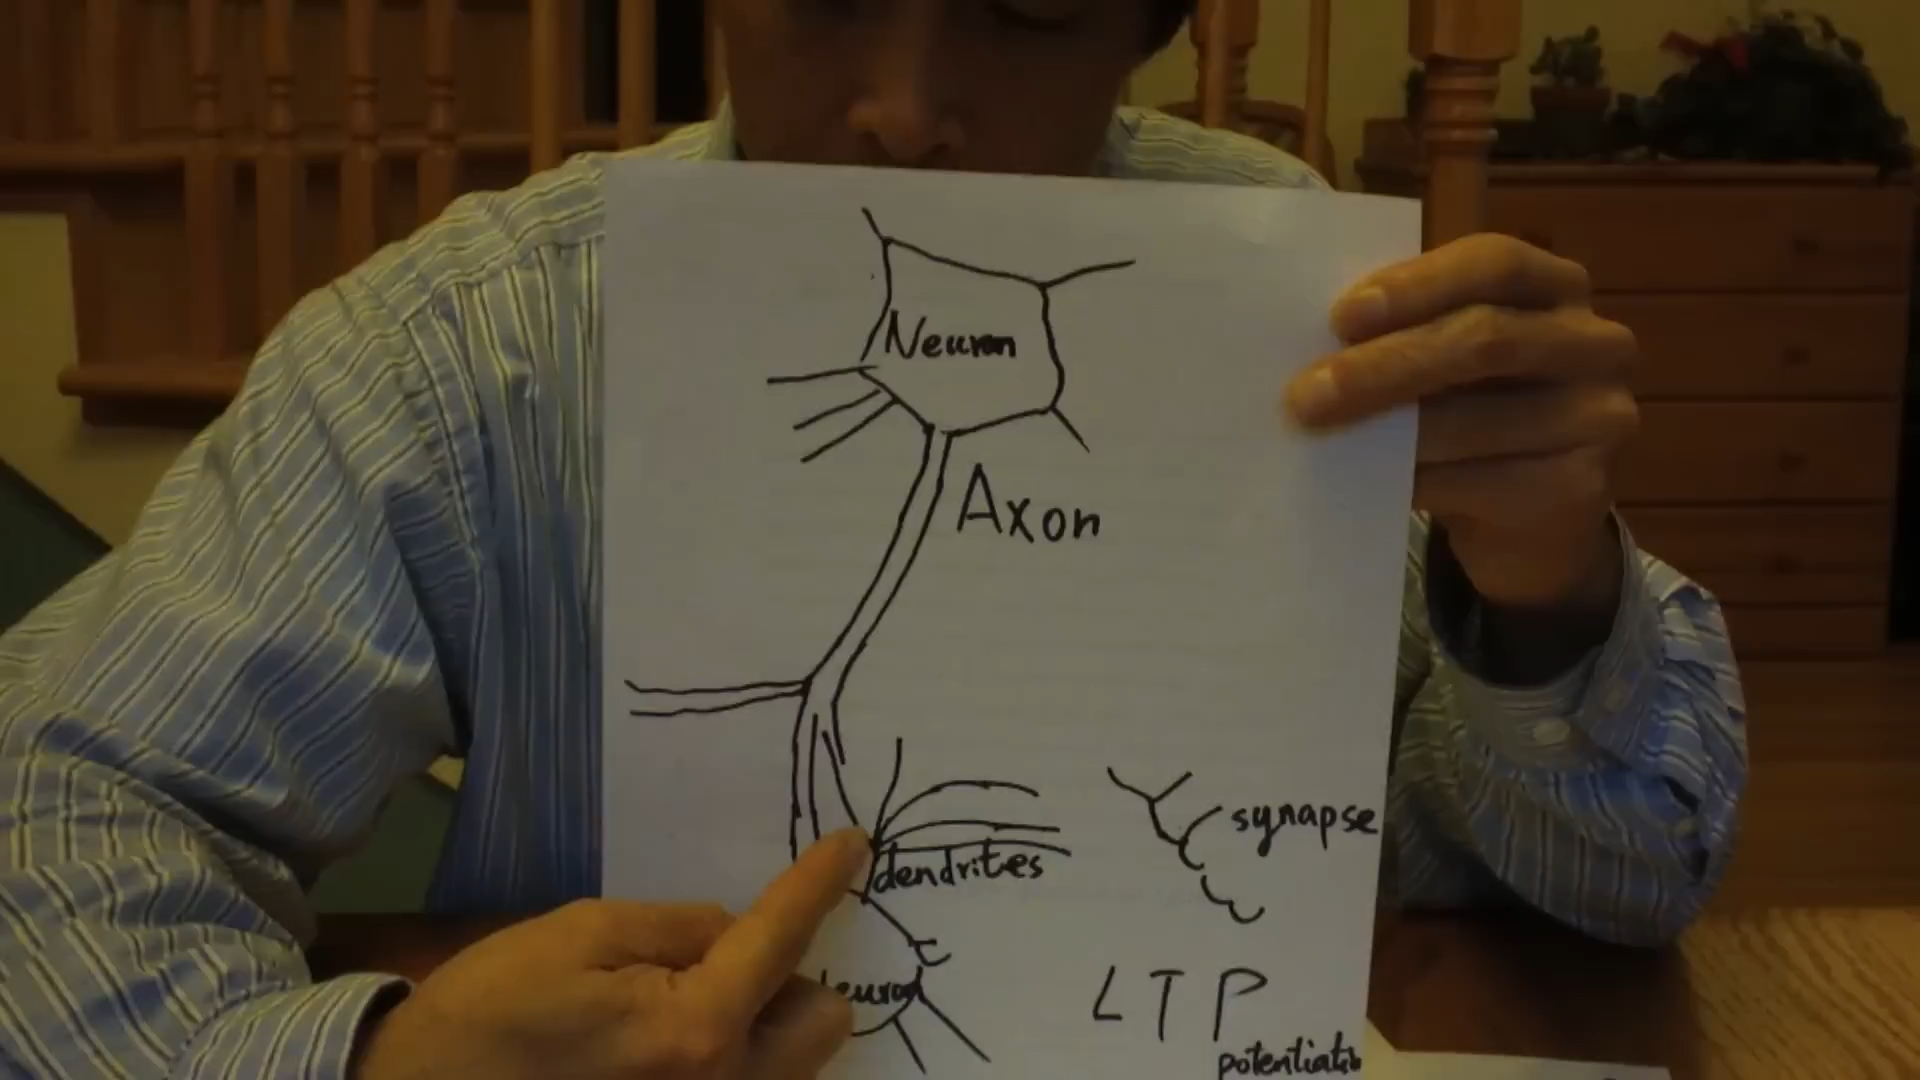 Neuron
Axon
synapse
dendrites
LTP